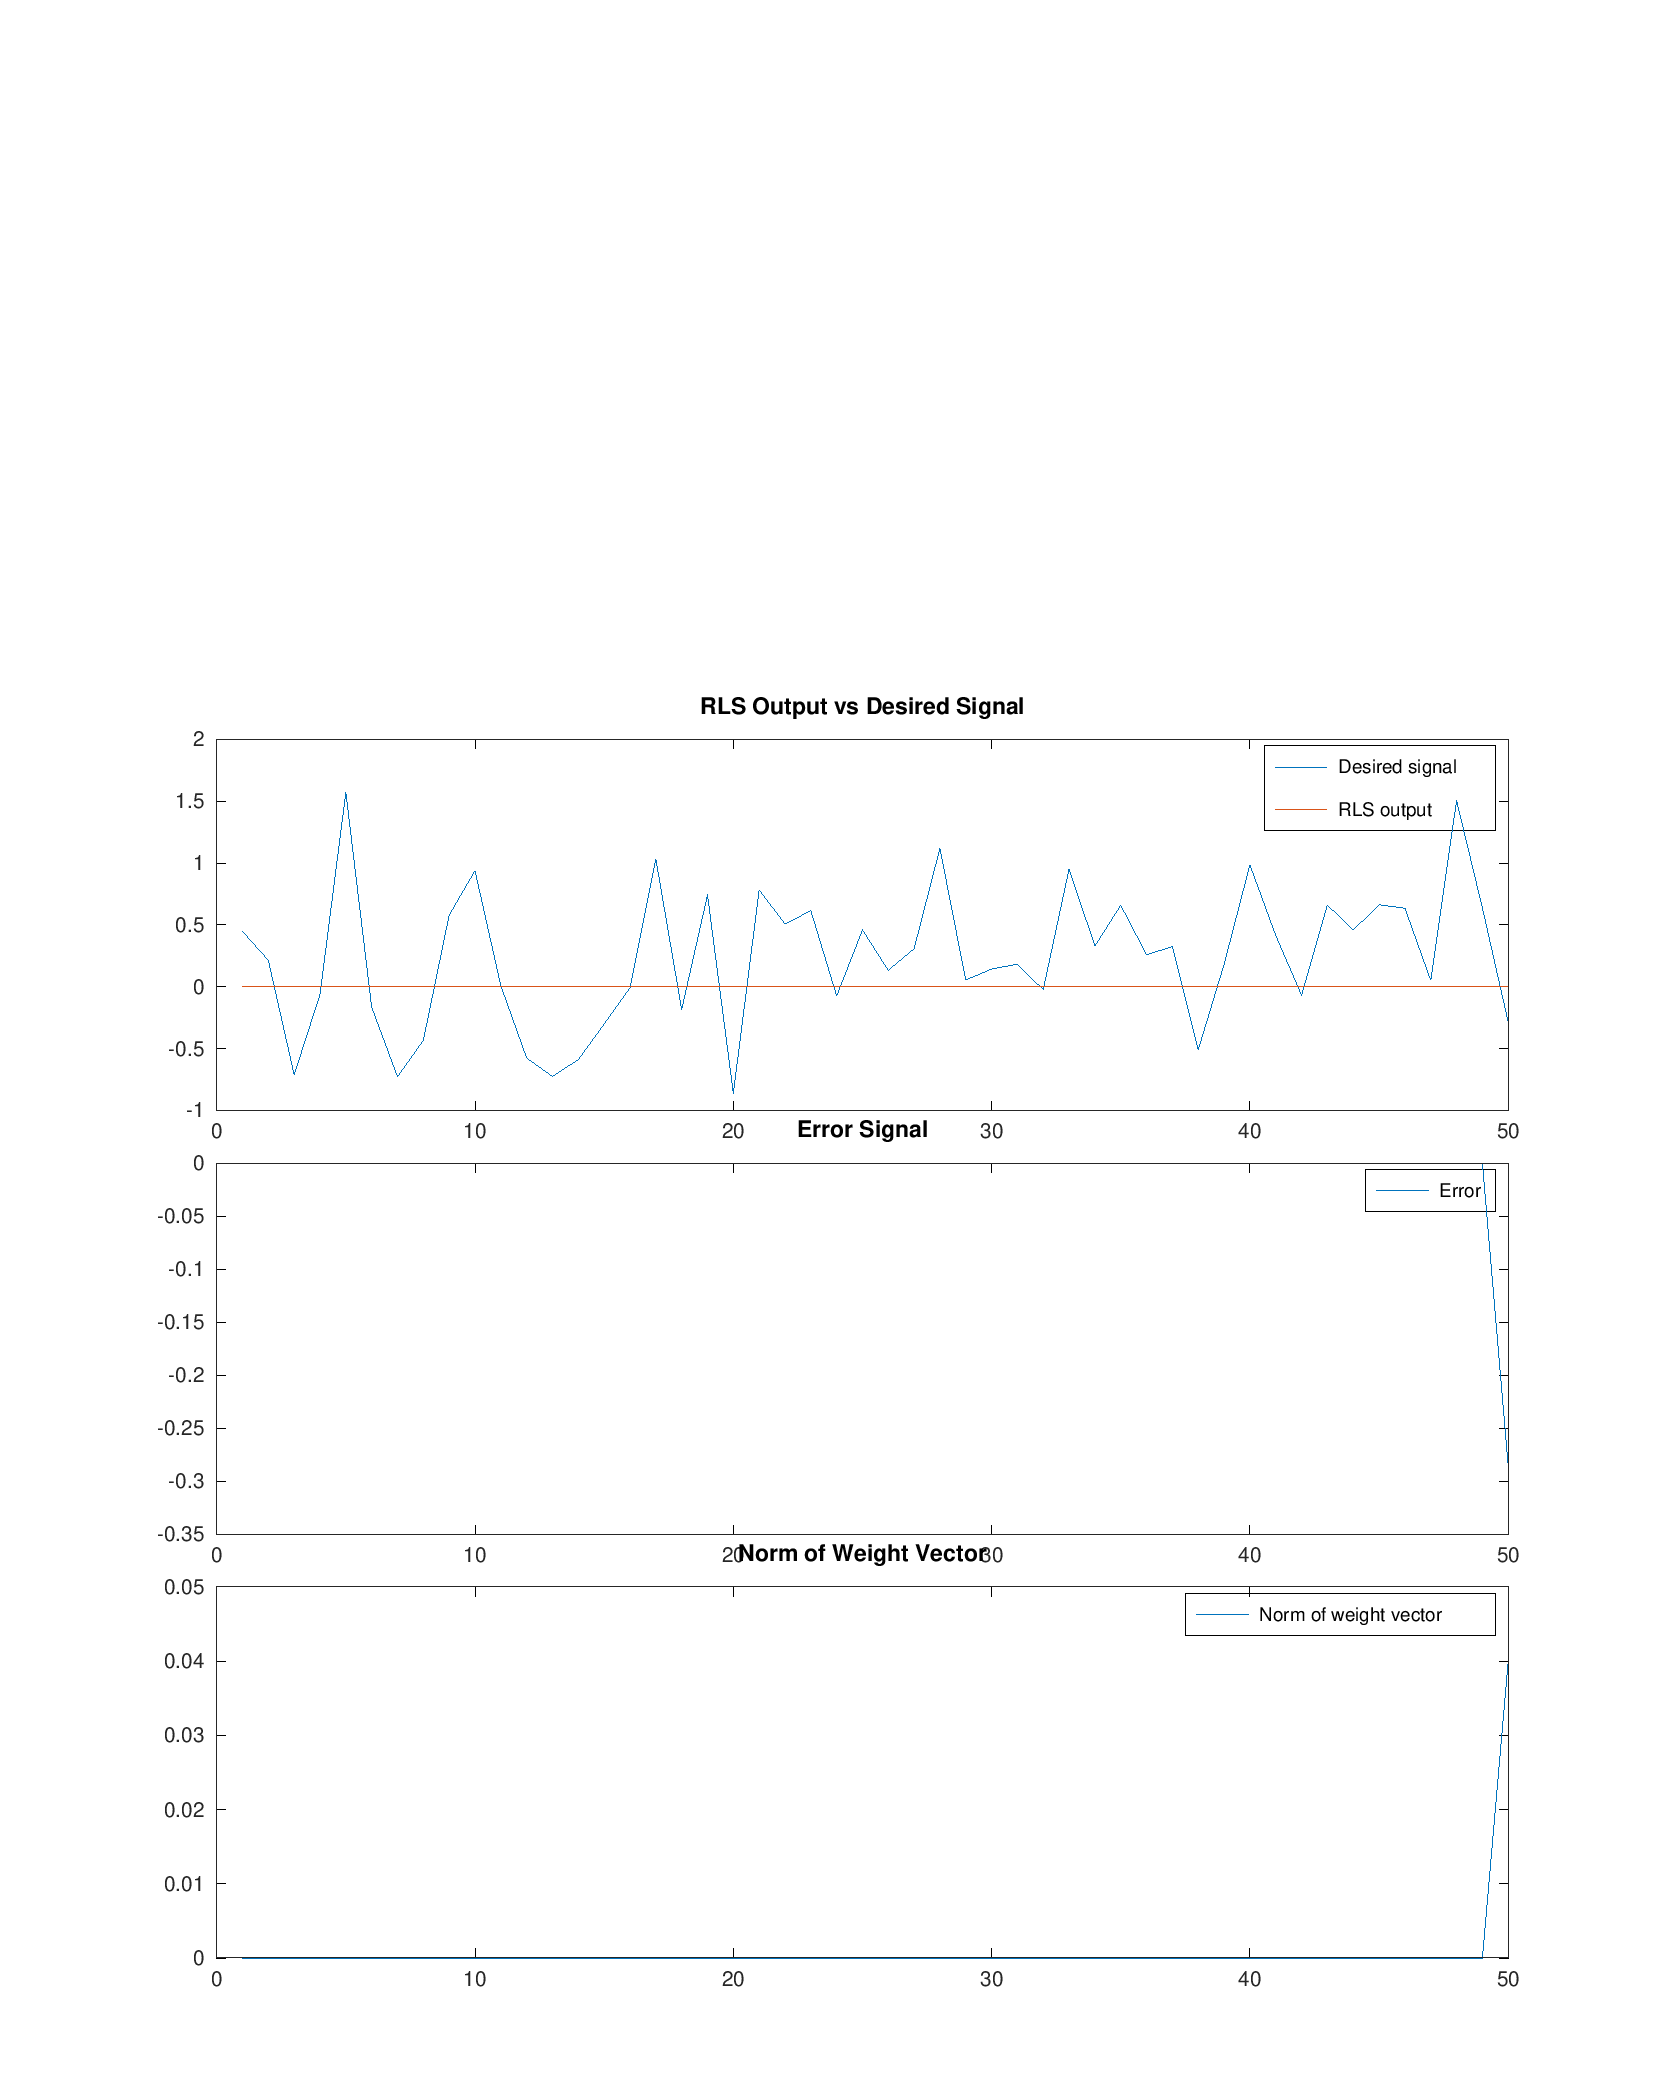 RLS Output vs Desired Signal
2
1.5
1
0.5
0
-0.5
-1
Desired signal
RLS output
0 10 20 30 40 50
Error Signal
0
-0.05
-0.1
-0.15
-0.2
-0.25
-0.3
-0.35
Error
0 10 20 30 40 50
Norm of Weight Vector
0.05
0.04
0.03
0.02
0.01
0
Norm of weight vector
0 10 20 30 40 50